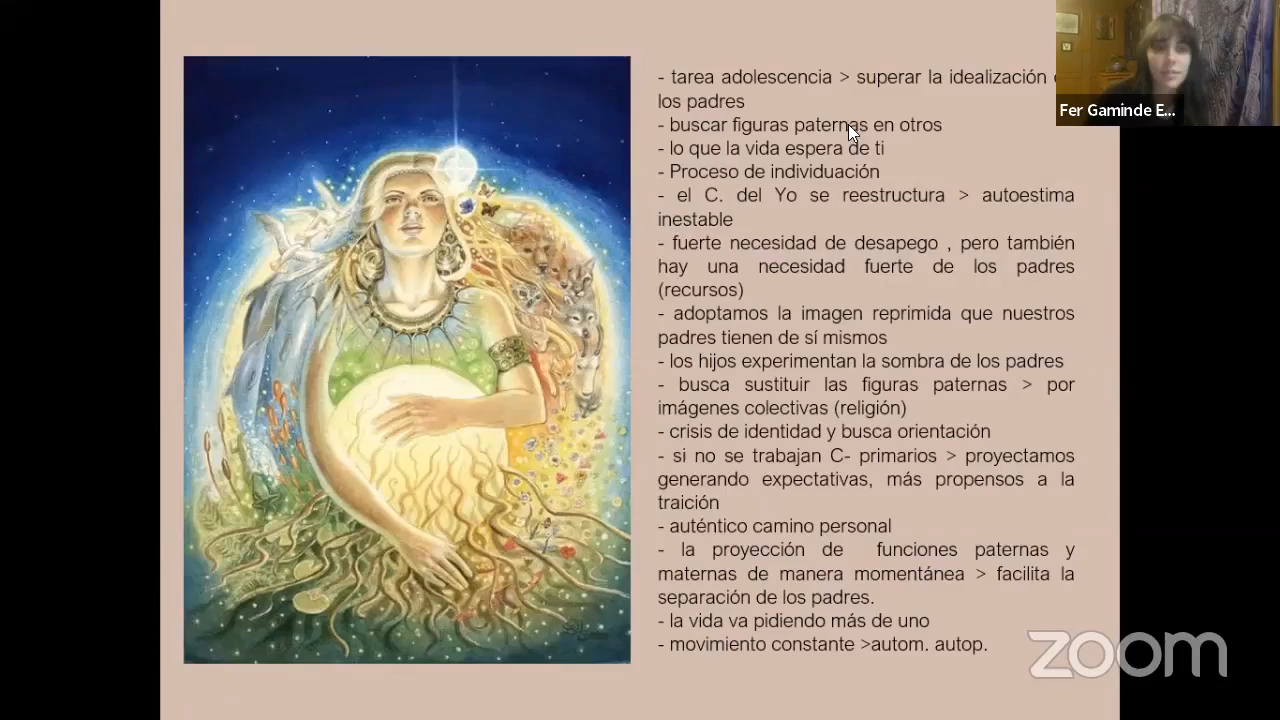 - tarea adolescencia > superar la idealización
los padres
- buscar figuras paternas en otros
- lo que la vida espera de ti
- Proceso de individuación
- el C. del Yo se reestructura > autoestima
inestable
- fuerte necesidad de desapego , pero también
hay una necesidad fuerte de los padres
(recursos)
- adoptamos la imagen reprimida que nuestros
padres tienen de sí mismos
- los hijos experimentan la sombra de los padres
- busca sustituir las figuras paternas > por
imágenes colectivas (religión)
- crisis de identidad y busca orientación
- si no se trabajan C- primarios > proyectamos
generando expectativas, más propensos a la
traición
- auténtico camino personal
- la proyección de funciones paternas y
maternas de manera momentánea > facilita la
separación de los padres.
- la vida va pidiendo más de uno
- movimiento constante >autom. autop.
Fer Gaminde E...
zoom